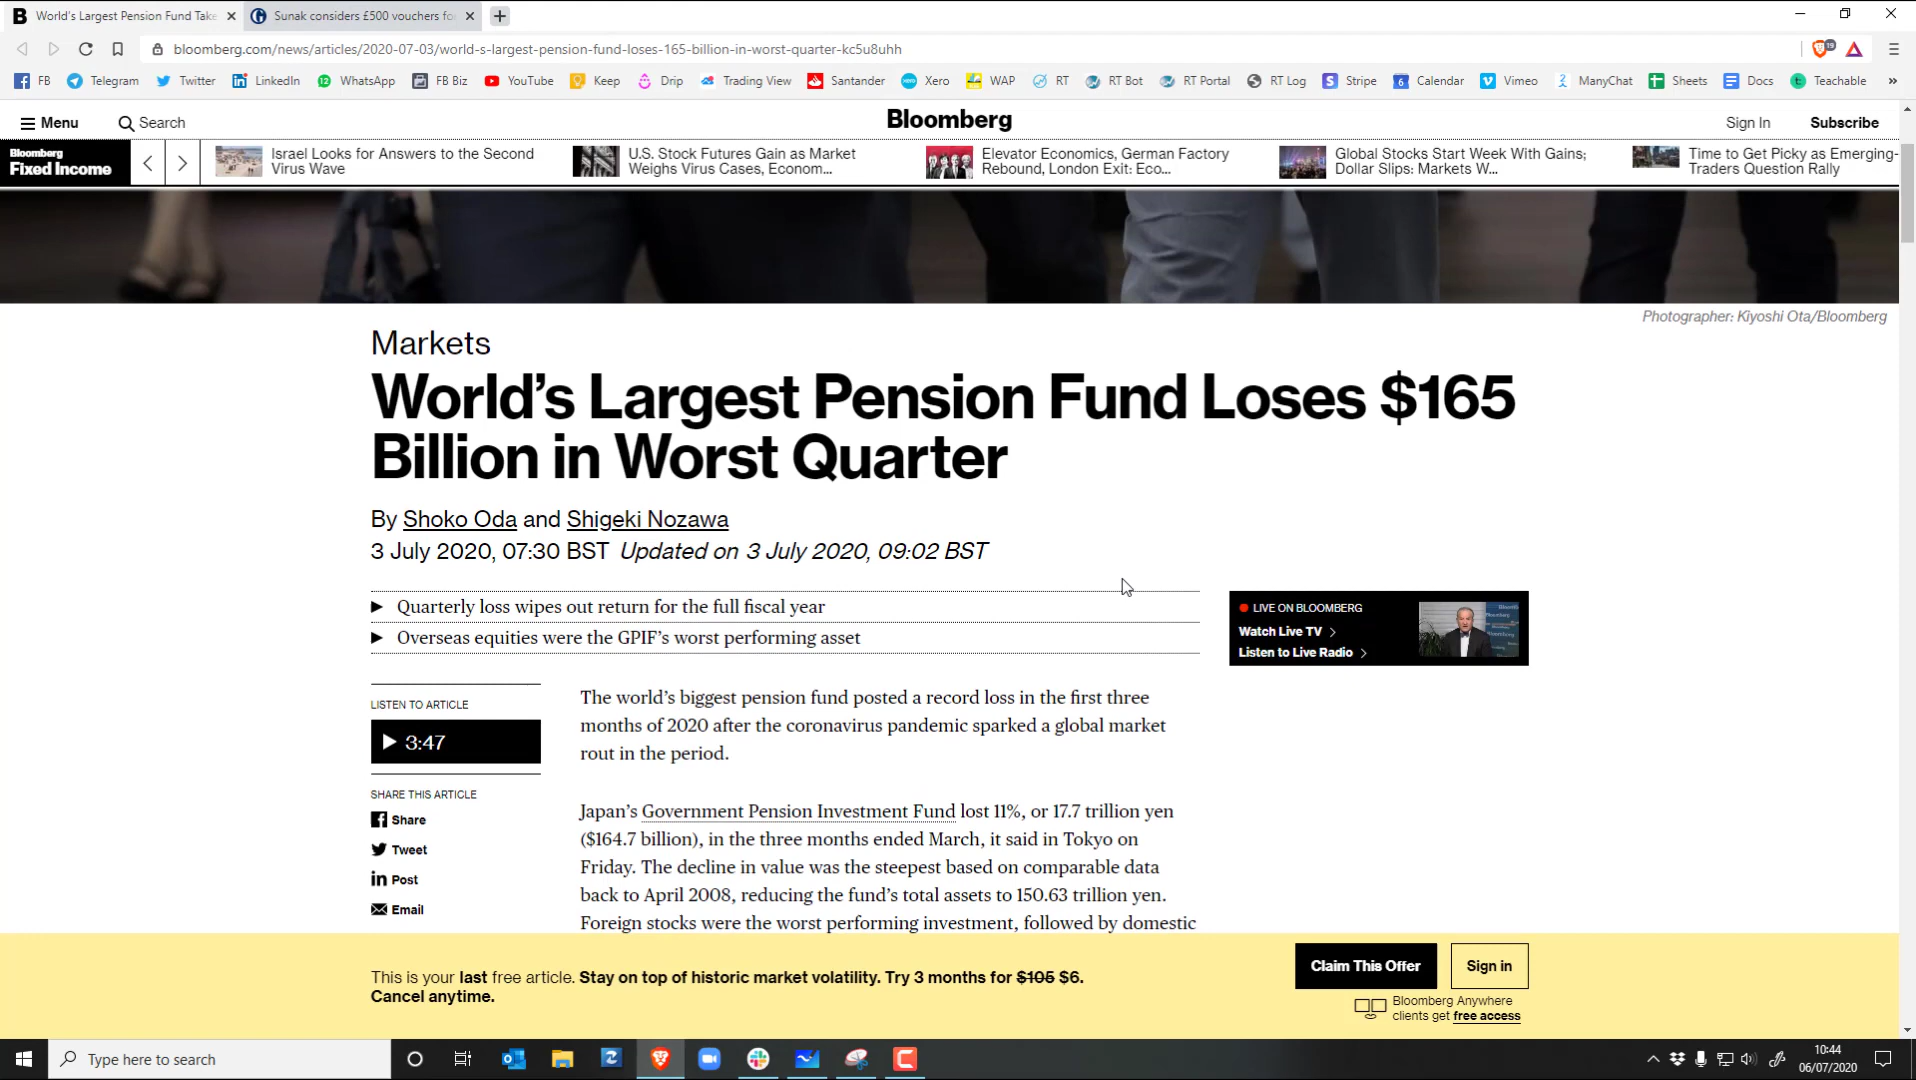 World's Largest Pension Fund Take
Sunak considers £500 vouchers fo
bloomberg.com/news/articles/2020-07-03/world-s-largest-pension-fund-loses-165-billion-in-worst-quarter-kc5u8uhh
19
FB Telegram Twitter LinkedIn WhatsApp FB Biz YouTube Keep Drip Trading View Santander Xero WAP RT RT Bot RT Portal RT Log Stripe Calendar Vimeo ManyChat Sheets Docs Teachable »
Menu Search Bloomberg Sign In Subscribe
Bloomberg
Fixed Income
Israel Looks for Answers to the Second
Virus Wave
U.S. Stock Futures Gain as Market
Weighs Virus Cases, Econom...
Elevator Economics, German Factory
Rebound, London Exit: Eco...
Global Stocks Start Week With Gains;
Dollar Slips: Markets W...
Time to Get Picky as Emerging-
Traders Question Rally
Photographer: Kiyoshi Ota/Bloomberg
Markets
World's Largest Pension Fund Loses $165
Billion in Worst Quarter
By Shoko Oda and Shigeki Nozawa
3 July 2020, 07:30 BST Updated on 3 July 2020, 09:02 BST
Quarterly loss wipes out return for the full fiscal year
Overseas equities were the GPIF's worst performing asset
LIVE ON BLOOMBERG
Watch Live TV
Listen to Live Radio
LISTEN TO ARTICLE
3:47
SHARE THIS ARTICLE
Share
Tweet
Post
Email
The world's biggest pension fund posted a record loss in the first three
months of 2020 after the coronavirus pandemic sparked a global market
rout in the period.
Japan's Government Pension Investment Fund lost 11%, or 17.7 trillion yen
($164.7 billion), in the three months ended March, it said in Tokyo on
Friday. The decline in value was the steepest based on comparable data
back to April 2008, reducing the fund's total assets to 150.63 trillion yen.
Foreign stocks were the worst performing investment, followed by domestic
This is your last free article. Stay on top of historic market volatility. Try 3 months for $105 $6.
Cancel anytime.
Claim This Offer
Sign in
Bloomberg Anywhere
clients get free access
Type here to search
10:44
06/07/2020